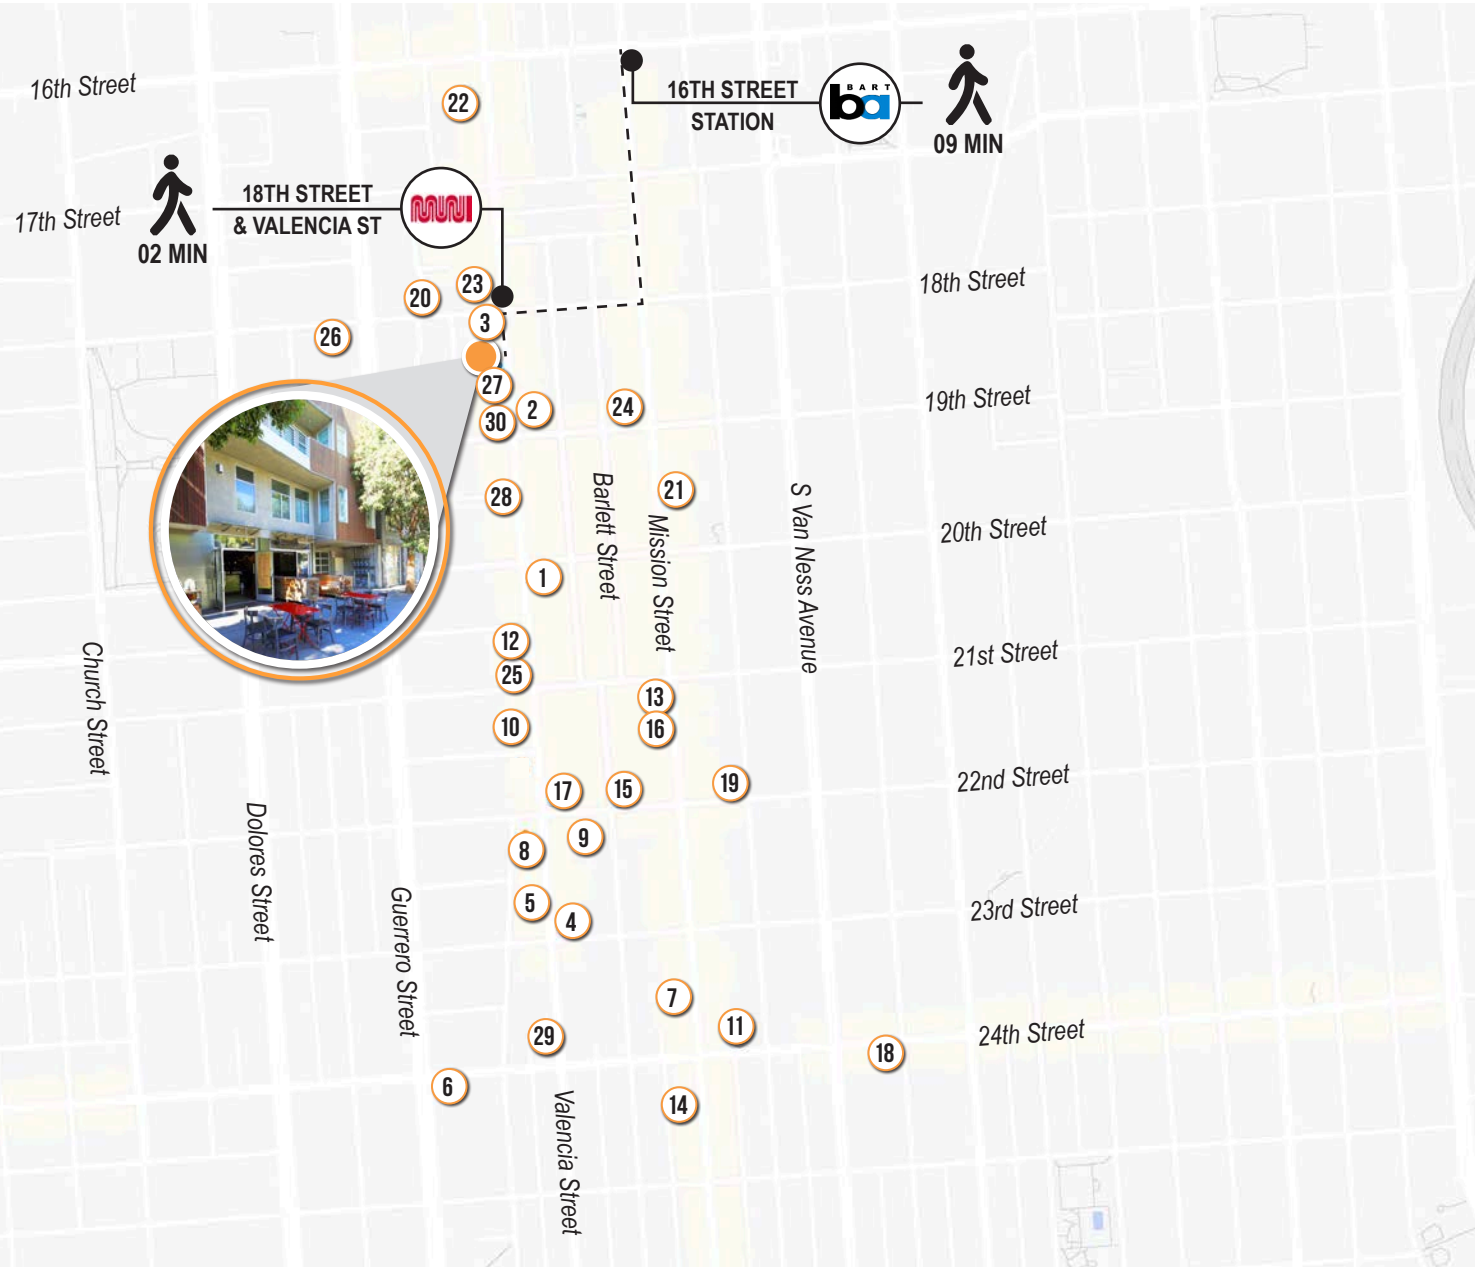 16th Street
22
16TH STREET
STATION
BART
ba
09 MIN
17th Street
02 MIN
18TH STREET
& VALENCIA ST
MUNI
18th Street
23
20
3
26
27
2
24
30
19th Street
28
21
20th Street
Barlett Street
Mission Street
S Van Ness Avenue
1
12
25
21st Street
Church Street
13
10
16
17
15
19
22nd Street
Dolores Street
8
9
5
4
23rd Street
Guerrero Street
7
11
29
24th Street
18
6
14
Valencia Street